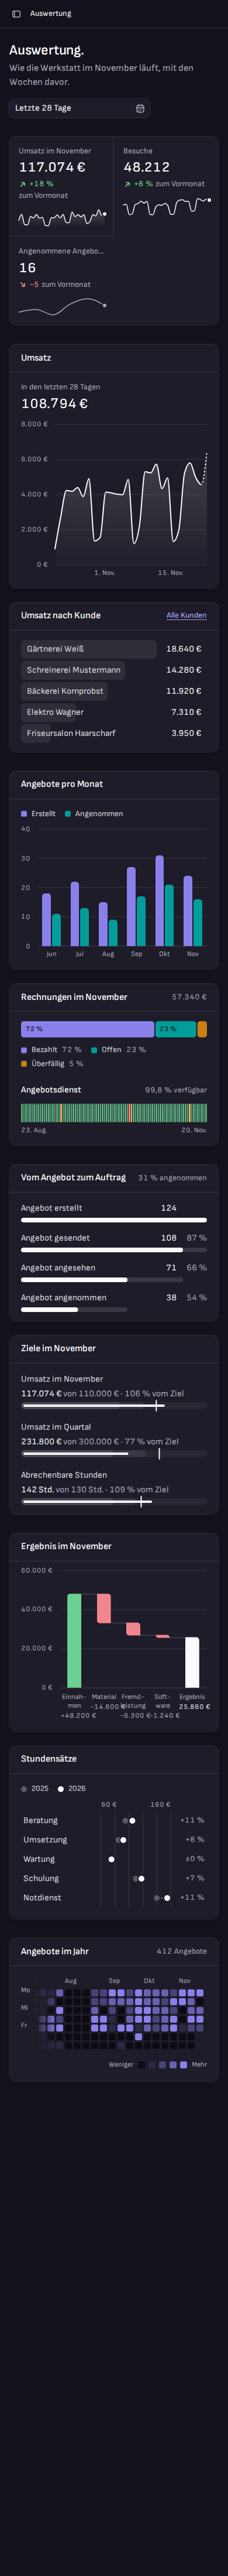 Auswertung
Auswertung.
Wie die Werkstatt im November läuft, mit den
Wochen davor.
Letzte 28 Tage
Umsatz im November
117.074 €
+18 %
zum Vormonat
Besuche
48.212
+6 % zum Vormonat
Angenommene Angebo…
16
−5 zum Vormonat
Umsatz
In den letzten 28 Tagen
108.794 €
8.000 €
6.000 €
4.000 €
2.000 €
0 €
1. Nov.
15. Nov.
Umsatz nach Kunde
Alle Kunden
Gärtnerei Weiß 18.640 €
Schreinerei Mustermann 14.280 €
Bäckerei Kornprobst 11.920 €
Elektro Wagner 7.310 €
Friseursalon Haarscharf 3.950 €
Angebote pro Monat
Erstellt Angenommen
40
30
20
10
0
Jun Jul Aug Sep Okt Nov
Rechnungen im November 57.340 €
72 % 23 %
Bezahlt 72 % Offen 23 %
Überfällig 5 %
Angebotsdienst 99,8 % verfügbar
23. Aug. 20. Nov.
Vom Angebot zum Auftrag 31 % angenommen
Angebot erstellt 124
Angebot gesendet 108 87 %
Angebot angesehen 71 66 %
Angebot angenommen 38 54 %
Ziele im November
Umsatz im November
117.074 € von 110.000 € · 106 % vom Ziel
Umsatz im Quartal
231.800 € von 300.000 € · 77 % vom Ziel
Abrechenbare Stunden
142 Std. von 130 Std. · 109 % vom Ziel
Ergebnis im November
60.000 €
40.000 €
20.000 €
0 €
Einnah- Material Fremd- Soft- Ergebnis
men −14.800 € leistung ware 25.860 €
+48.200 € −6.300 € −1.240 €
Stundensätze
2025 2026
60 € 160 €
Beratung +11 %
Umsetzung +8 %
Wartung ±0 %
Schulung +7 %
Notdienst +11 %
Angebote im Jahr 412 Angebote
Aug Sep Okt Nov
Mo
Mi
Fr
Weniger Mehr